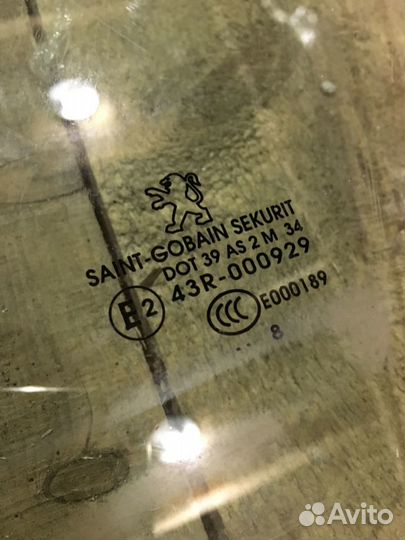 SAINT-GOBAIN SEKURIT
DOT 39 AS 2 M 34
43R-000929
E2
CCC E000189
.. 8
Avito